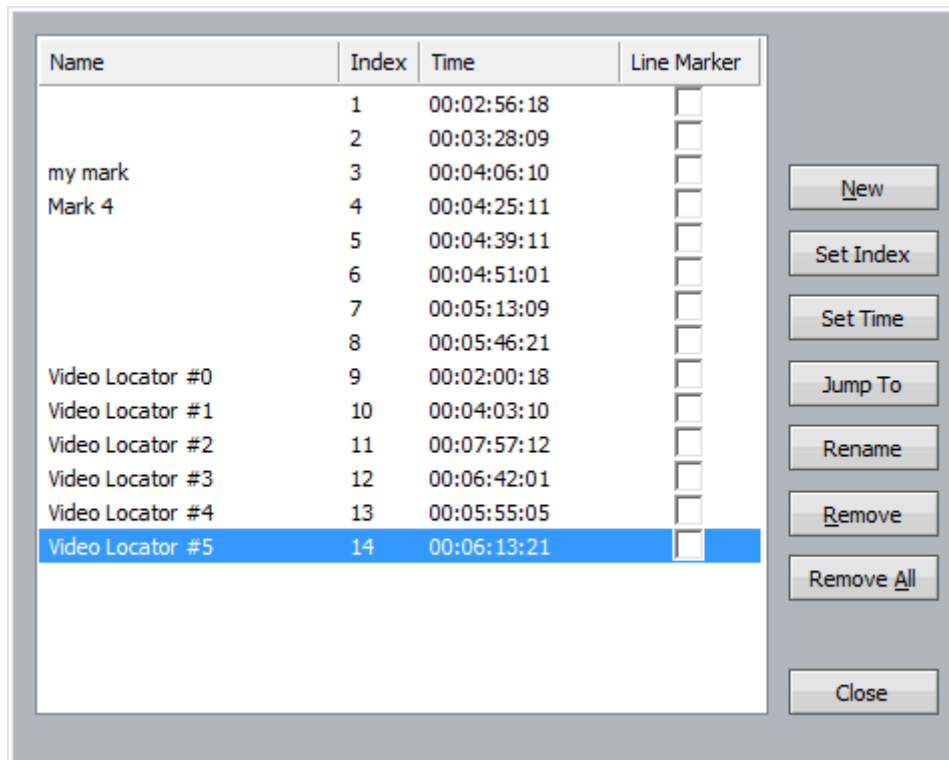 Name Index Time Line Marker
1 00:02:56:18
2 00:03:28:09
my mark 3 00:04:06:10
Mark 4 4 00:04:25:11
5 00:04:39:11
6 00:04:51:01
7 00:05:13:09
8 00:05:46:21
Video Locator #0 9 00:02:00:18
Video Locator #1 10 00:04:03:10
Video Locator #2 11 00:07:57:12
Video Locator #3 12 00:06:42:01
Video Locator #4 13 00:05:55:05
Video Locator #5 14 00:06:13:21
New
Set Index
Set Time
Jump To
Rename
Remove
Remove All
Close